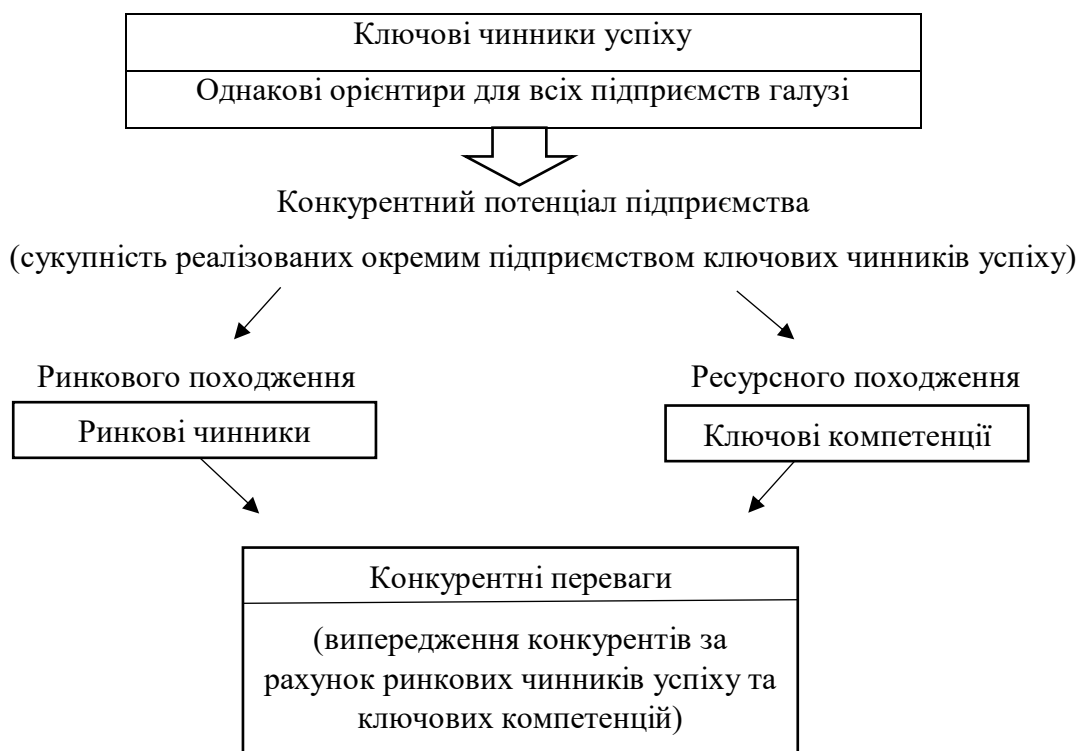 Ключові чинники успіху
Однакові орієнтири для всіх підприємств галузі
Конкурентний потенціал підприємства
(сукупність реалізованих окремим підприємством ключових чинників успіху)
Ринкового походження
Ринкові чинники
Ресурсного походження
Ключові компетенції
Конкурентні переваги
(випередження конкурентів за
рахунок ринкових чинників успіху та
ключових компетенцій)